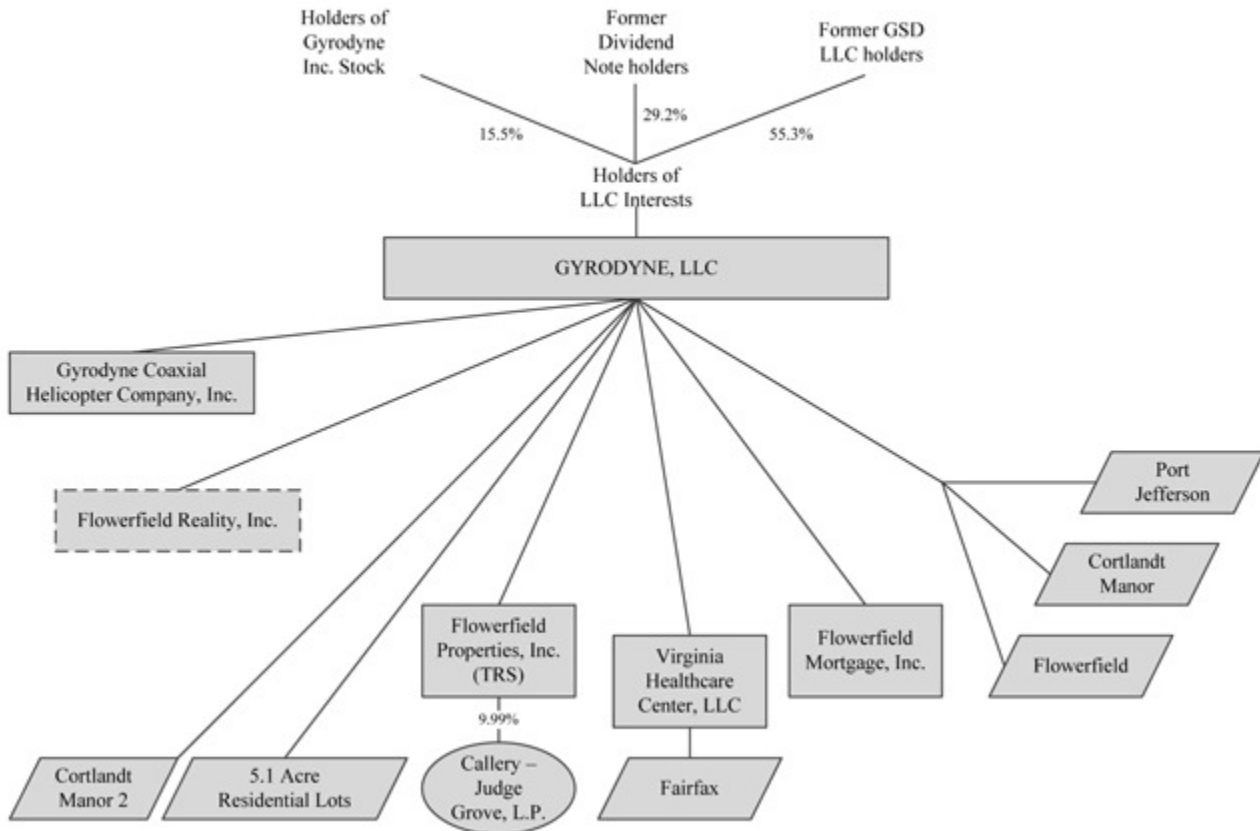 Holders of
Gyrodyne
Inc. Stock
Former
Dividend
Note holders
Former GSD
LLC holders
15.5%
29.2%
55.3%
Holders of
LLC Interests
GYRODYNE, LLC
Gyrodyne Coaxial
Helicopter Company, Inc.
Flowerfield Reality, Inc.
Port
Jefferson
Cortlandt
Manor
Flowerfield
Flowerfield
Properties, Inc.
(TRS)
Virginia
Healthcare
Center, LLC
Flowerfield
Mortgage, Inc.
9.99%
Cortlandt
Manor 2
5.1 Acre
Residential Lots
Callery –
Judge
Grove, L.P.
Fairfax